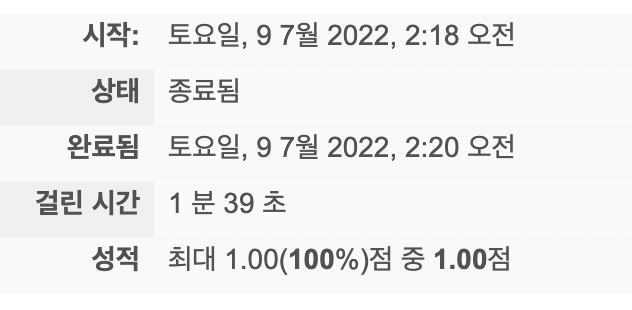 시작: 토요일, 9 7월 2022, 2:18 오전
상태 종료됨
완료됨 토요일, 9 7월 2022, 2:20 오전
걸린 시간 1 분 39 초
성적 최대 1.00(100%)점 중 1.00점